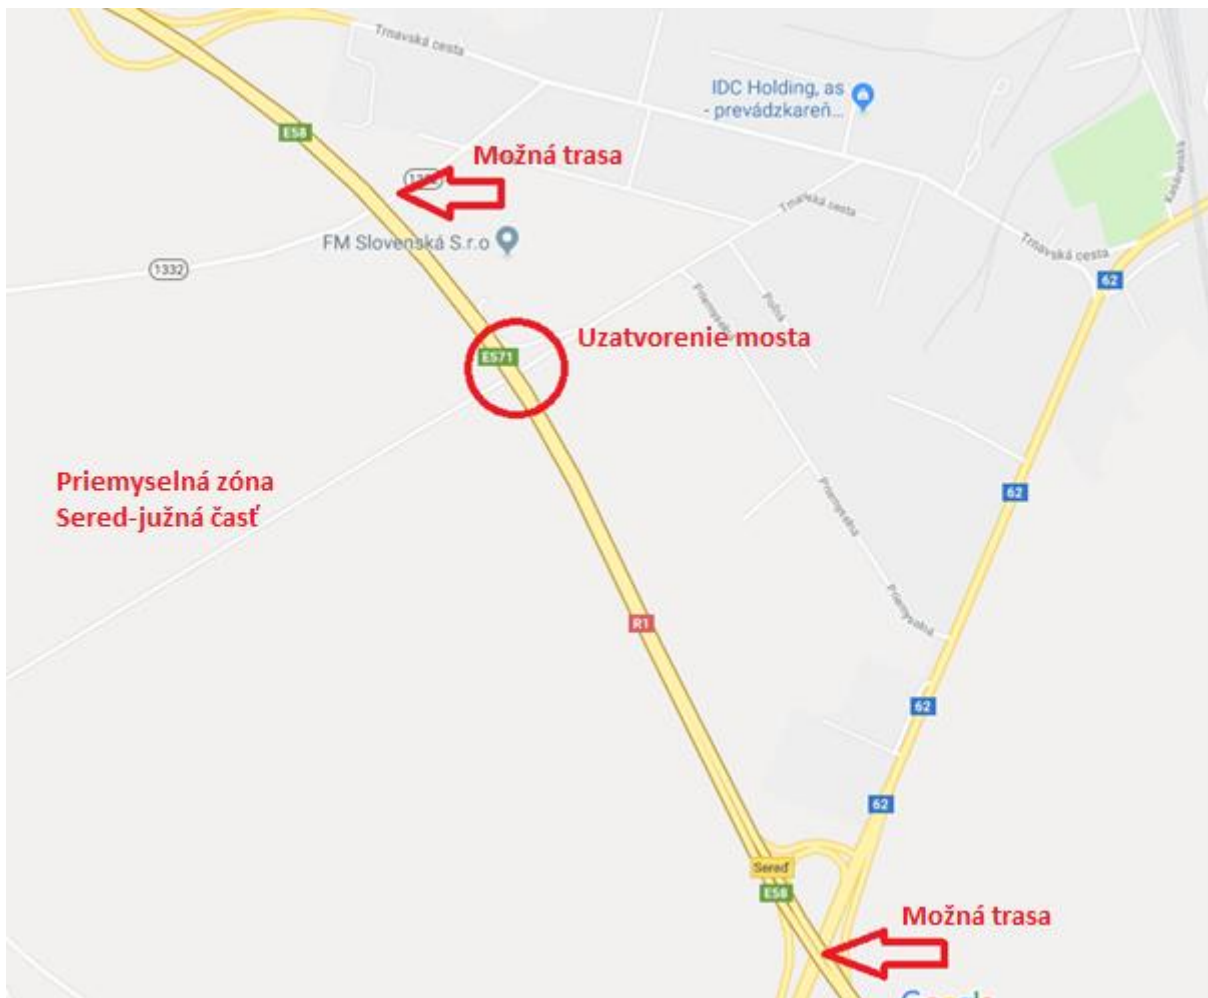 Trnavská cesta
IDC Holding, as
- prevádzkareň...
E58
Možná trasa
Kasárenská
Trnavská cesta
FM Slovenská S.r.o
Trnavská cesta
1332
62
Priemyselná
Poľná
Uzatvorenie mosta
E571
Priemyselná zóna
Sereď-južná časť
62
Priemyselná
Priemyselná
R1
62
62
Sereď
E58
Možná trasa